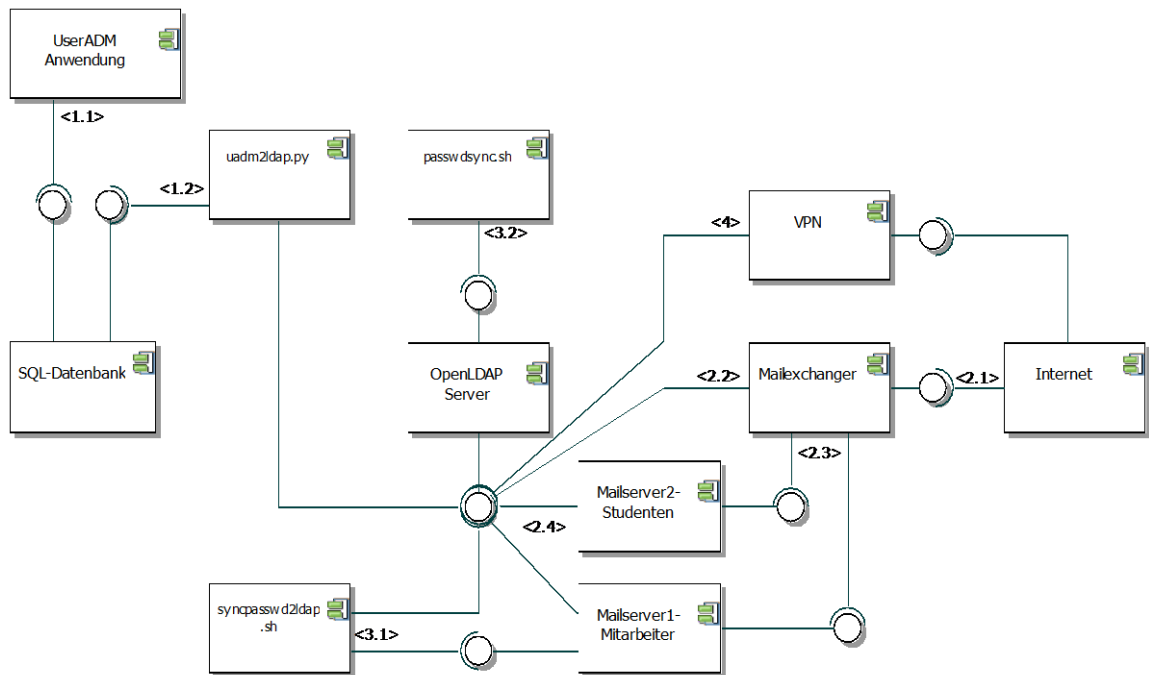 UserADM
Anwendung
<1.1>
uadm2ldap.py
passwdsync.sh
<1.2>
<3.2>
<4>
VPN
SQL-Datenbank
OpenLDAP
Server
<2.2>
Mailexchanger
<2.1>
Internet
<2.3>
Mailserver2-
Studenten
<2.4>
syncpasswd2ldap
.sh
<3.1>
Mailserver1-
Mitarbeiter